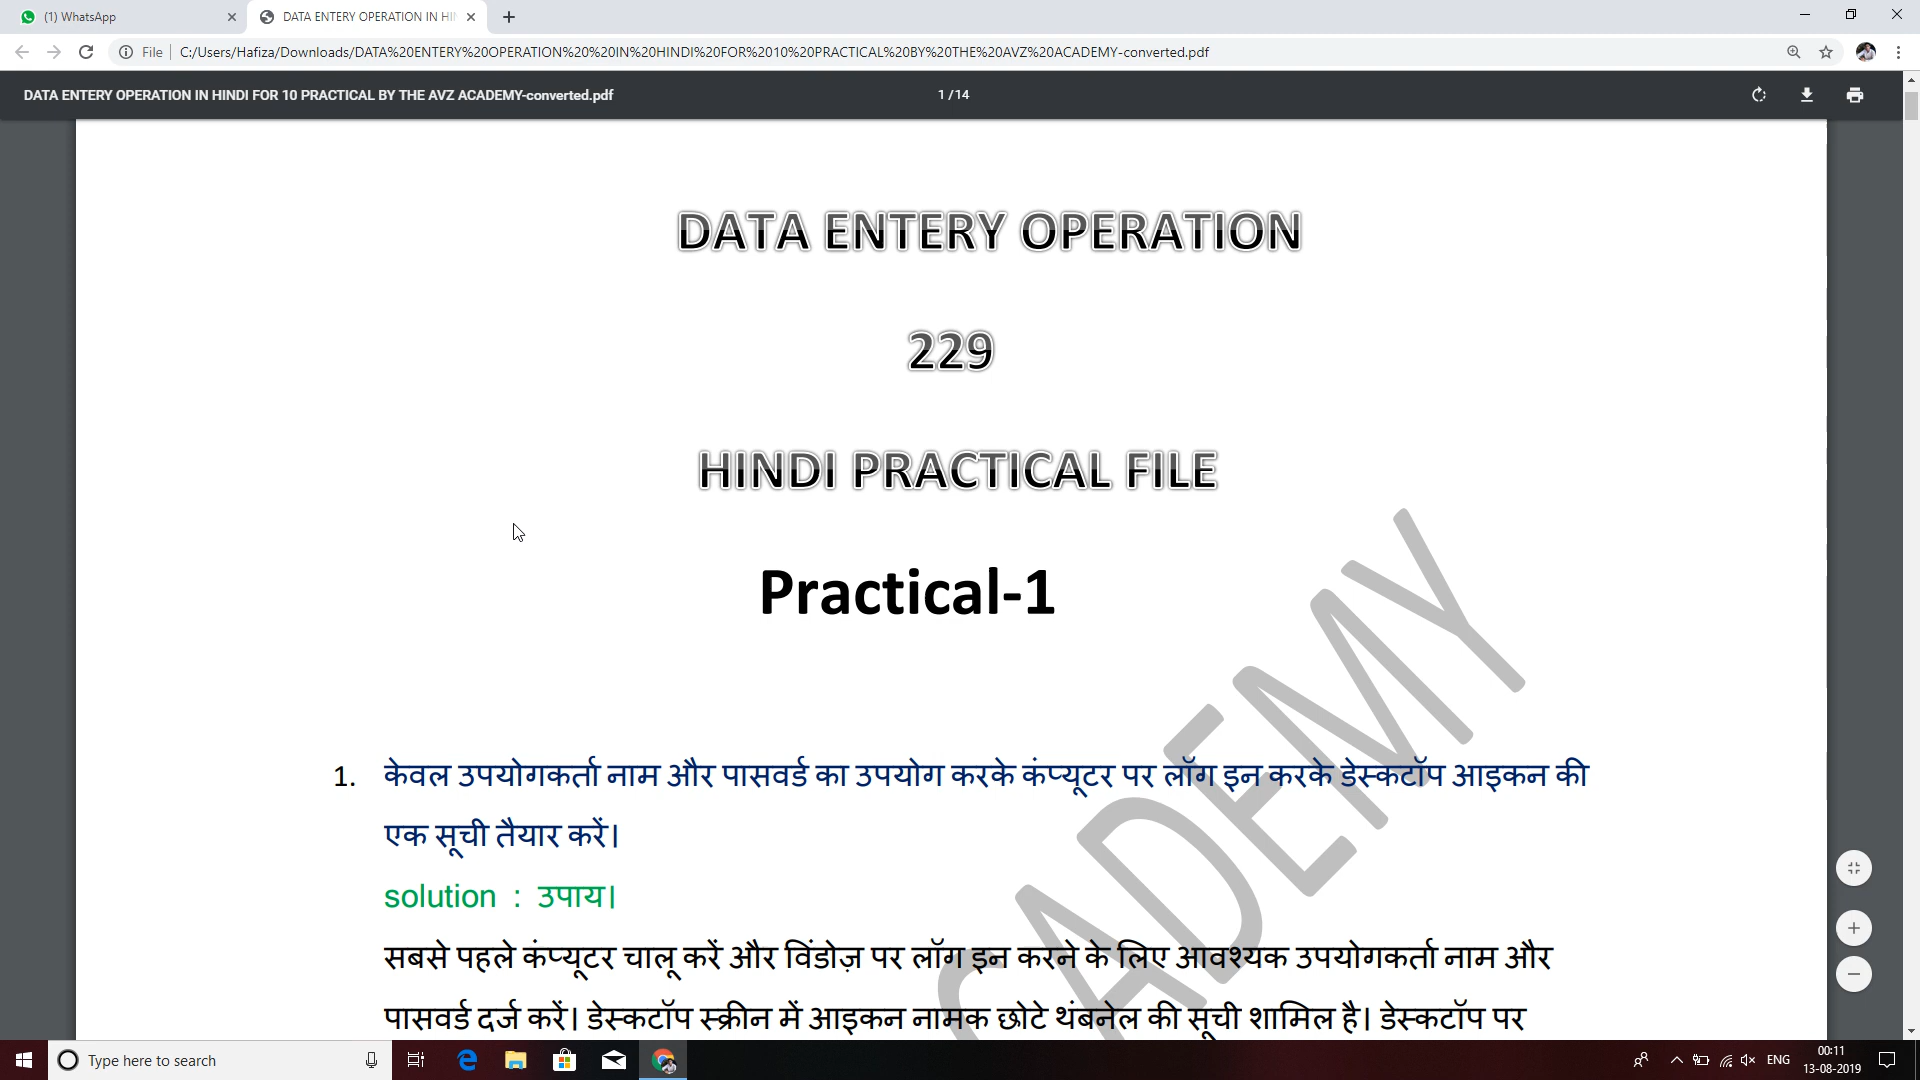 (1) WhatsApp
DATA ENTERY OPERATION IN HIN
File
C:/Users/Hafiza/Downloads/DATA%20ENTERY%20OPERATION%20%20IN%20HINDI%20FOR%2010%20PRACTICAL%20BY%20THE%20AVZ%20ACADEMY-converted.pdf
DATA ENTERY OPERATION IN HINDI FOR 10 PRACTICAL BY THE AVZ ACADEMY-converted.pdf
1 / 14
DATA ENTERY OPERATION
229
HINDI PRACTICAL FILE
Practical-1
1. केवल उपयोगकर्ता नाम और पासवर्ड का उपयोग करके कंप्यूटर पर लॉग इन करके डेस्कटॉप आइकन की
एक सूची तैयार करें।
solution : उपाय।
सबसे पहले कंप्यूटर चालू करें और विंडोज़ पर लॉग इन करने के लिए आवश्यक उपयोगकर्ता नाम और
पासवर्ड दर्ज करें। डेस्कटॉप स्क्रीन में आइकन नामक छोटे थंबनेल की सूची शामिल है। डेस्कटॉप पर
CADEMY
Type here to search
ENG
00:11
13-08-2019